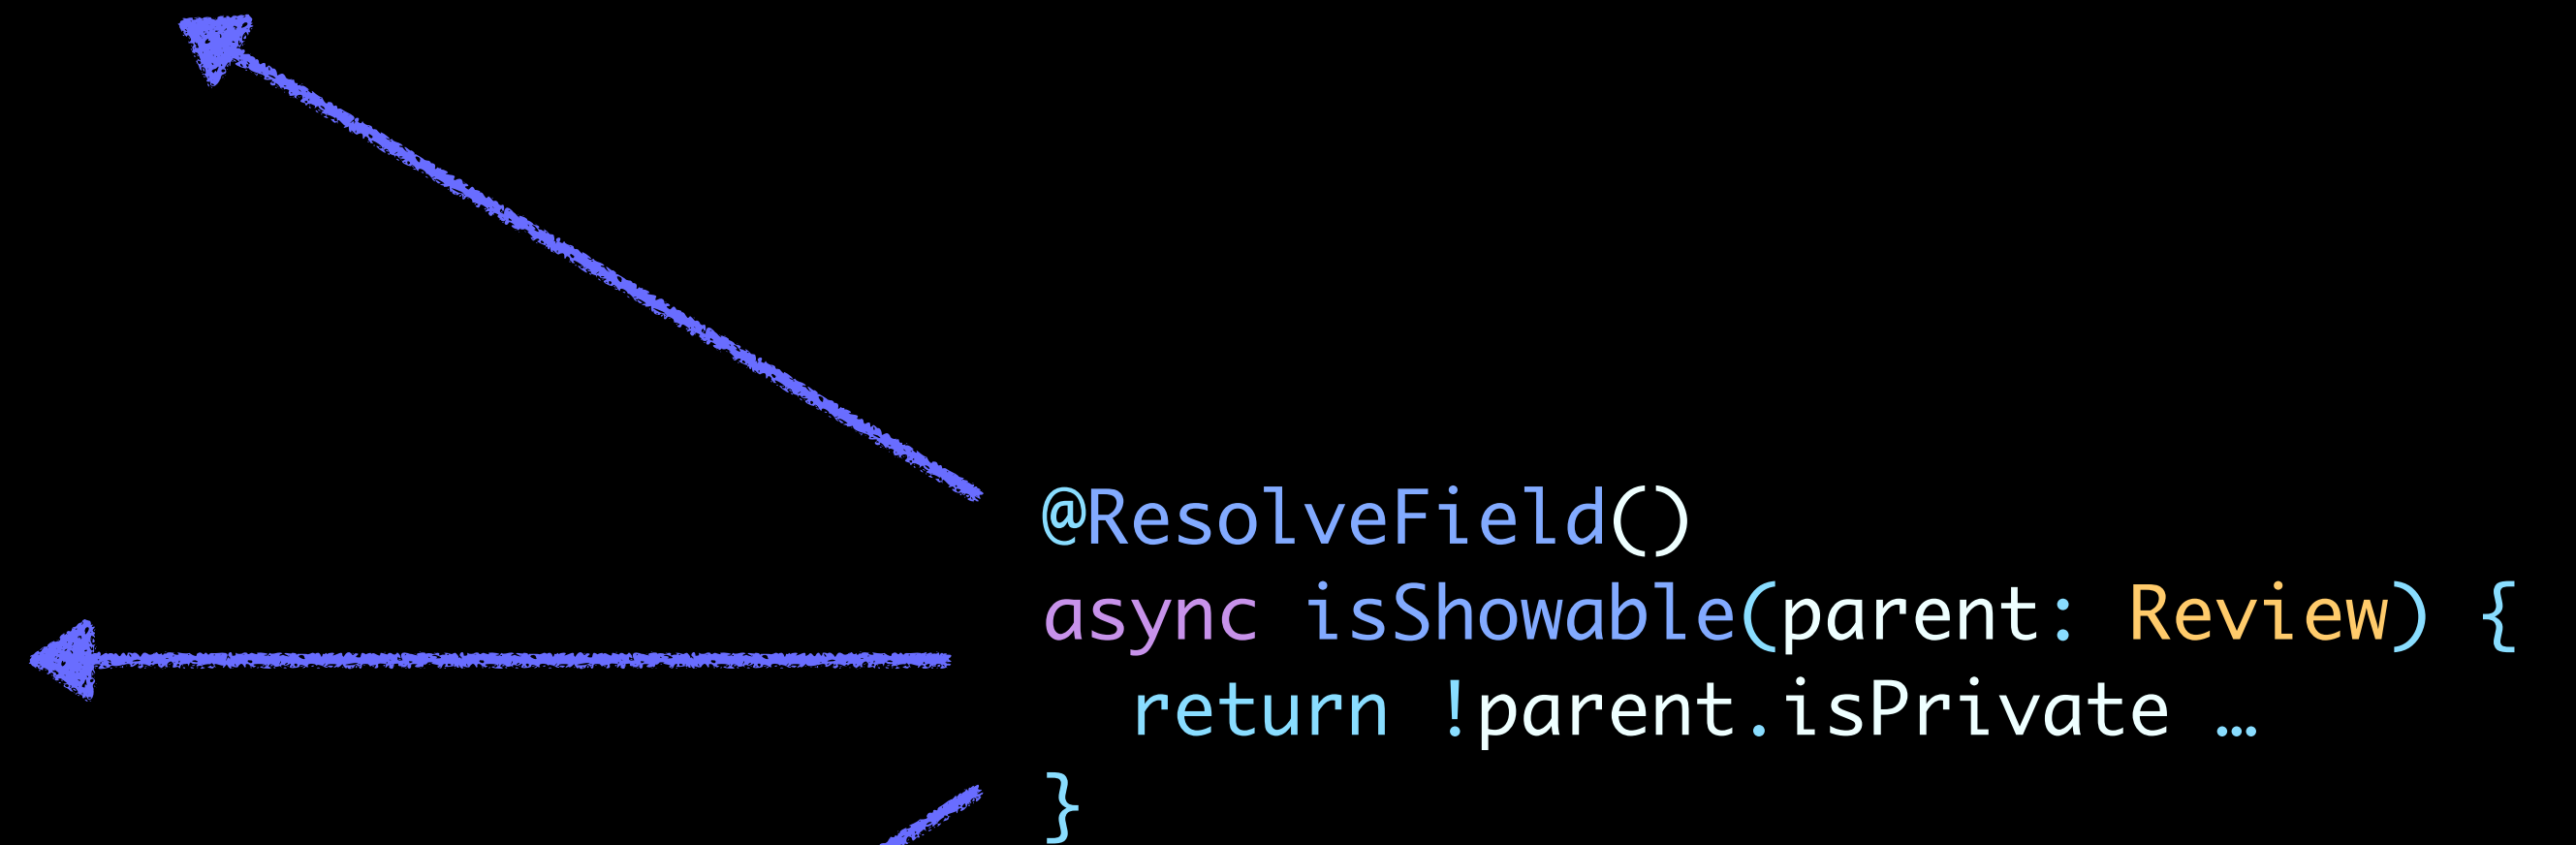 @ResolveField()
async isShowable(parent: Review) {
  return !parent.isPrivate …
}